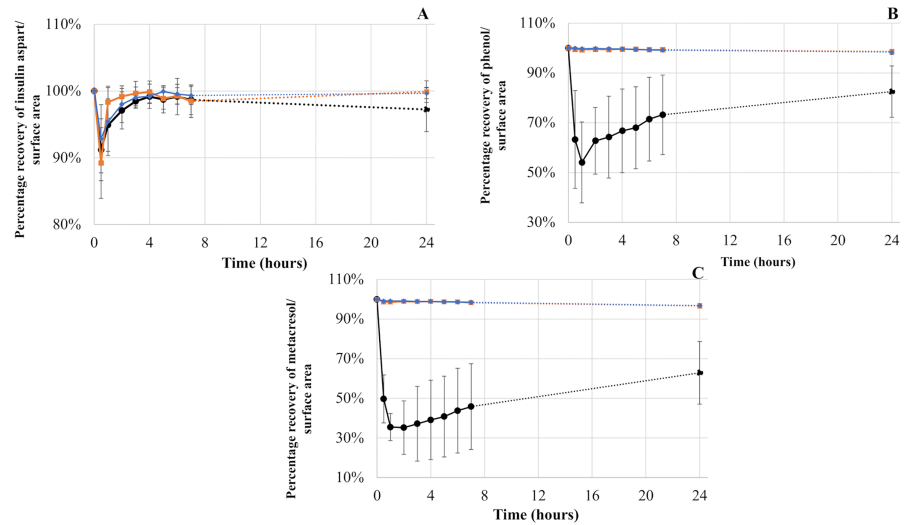 A
Percentage recovery of insulin aspart/
surface area
110%
100%
90%
80%
0 4 8 12 16 20 24
Time (hours)
B
Percentage recovery of phenol/
surface area
110%
90%
70%
50%
30%
0 4 8 12 16 20 24
Time (hours)
C
Percentage recovery of metacresol/
surface area
110%
90%
70%
50%
30%
10%
0 4 8 12 16 20 24
Time (hours)